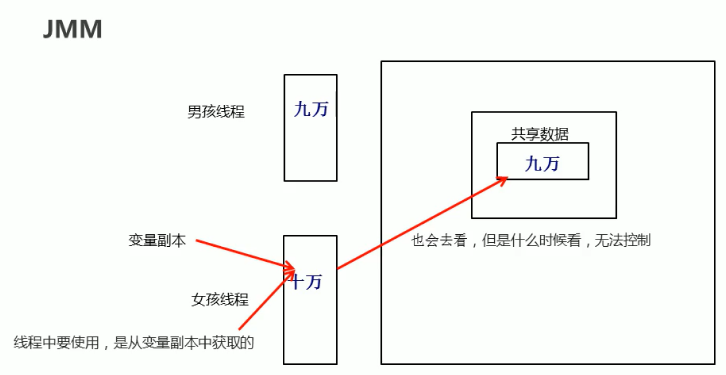 JMM
男孩线程
九万
共享数据
九万
变量副本
也会去看，但是什么时候看，无法控制
十万
女孩线程
线程中要使用，是从变量副本中获取的